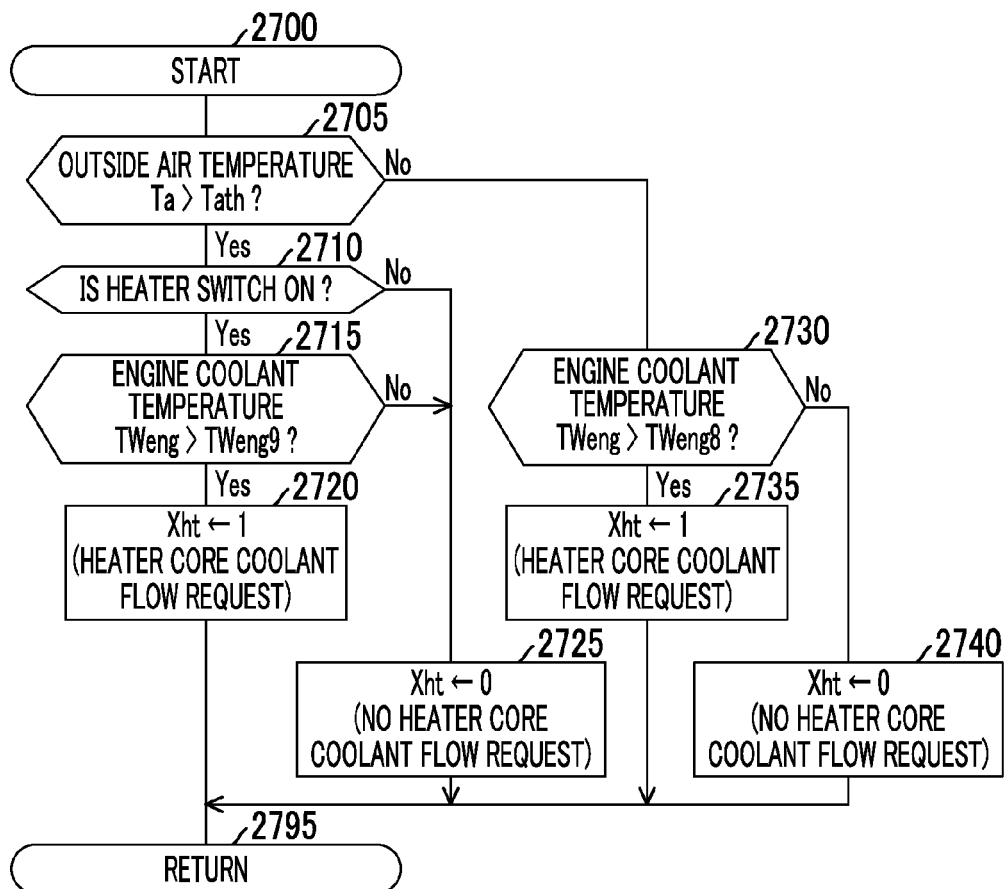 2700
START
2705
OUTSIDE AIR TEMPERATURE
Ta > Tath ?
No
Yes
2710
IS HEATER SWITCH ON ?
No
Yes
2715
ENGINE COOLANT
TEMPERATURE
TWeng > TWeng9 ?
No
Yes
2720
Xht ← 1
(HEATER CORE COOLANT
FLOW REQUEST)
2725
Xht ← 0
(NO HEATER CORE
COOLANT FLOW REQUEST)
2730
ENGINE COOLANT
TEMPERATURE
TWeng > TWeng8 ?
No
Yes
2735
Xht ← 1
(HEATER CORE COOLANT
FLOW REQUEST)
2740
Xht ← 0
(NO HEATER CORE
COOLANT FLOW REQUEST)
2795
RETURN